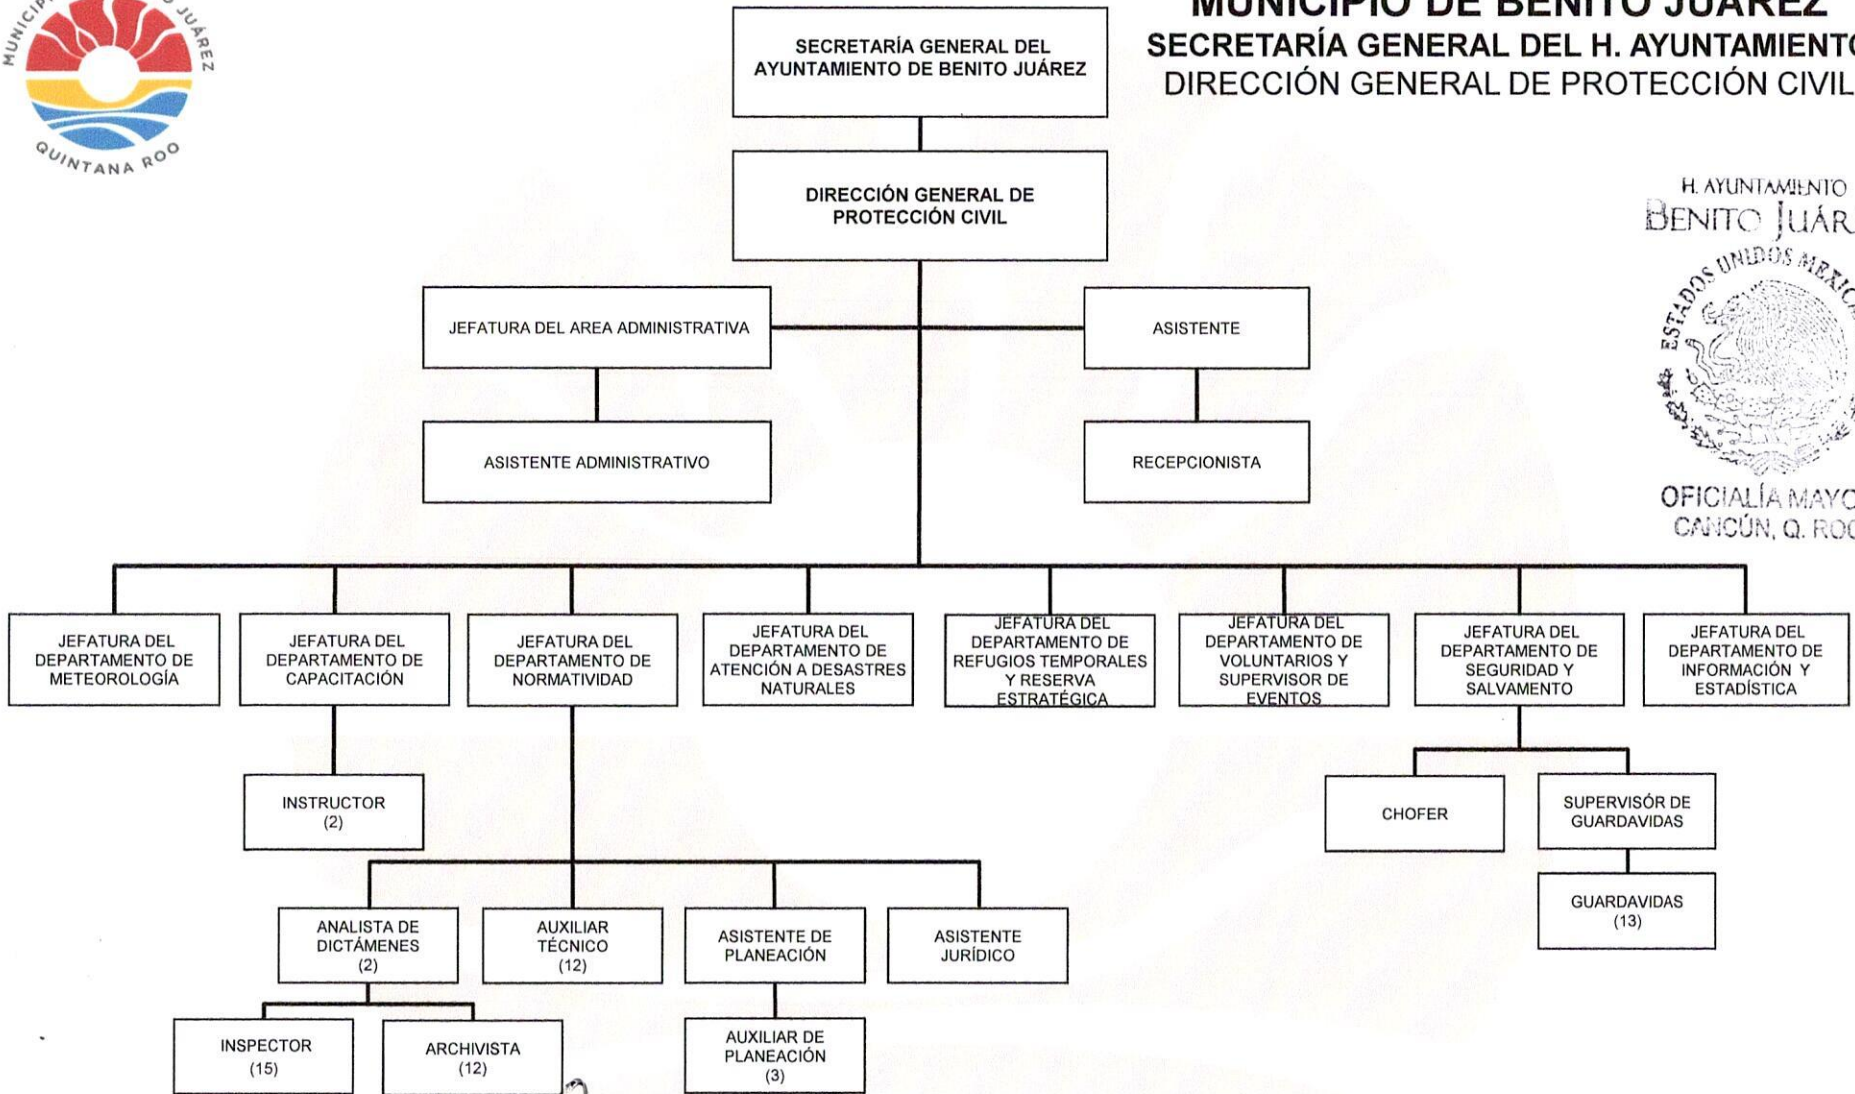 QUINTANA ROO
MUNICIPIO DE BENITO JUÁREZ
SECRETARÍA GENERAL DEL H. AYUNTAMIENTO
DIRECCIÓN GENERAL DE PROTECCIÓN CIVIL
H. AYUNTAMIENTO
BENITO JUÁR
ESTADOS UNIDOS MEXICA
OFICIALÍA MAYO
CANCÚN, Q. ROO
SECRETARÍA GENERAL DEL
AYUNTAMIENTO DE BENITO JUÁREZ
DIRECCIÓN GENERAL DE
PROTECCIÓN CIVIL
JEFATURA DEL AREA ADMINISTRATIVA
ASISTENTE
ASISTENTE ADMINISTRATIVO
RECEPCIONISTA
JEFATURA DEL
DEPARTAMENTO DE
METEOROLOGÍA
JEFATURA DEL
DEPARTAMENTO DE
CAPACITACIÓN
JEFATURA DEL
DEPARTAMENTO DE
NORMATIVIDAD
JEFATURA DEL
DEPARTAMENTO DE
ATENCIÓN A DESASTRES
NATURALES
JEFATURA DEL
DEPARTAMENTO DE
REFUGIOS TEMPORALES
Y RESERVA
ESTRATÉGICA
JEFATURA DEL
DEPARTAMENTO DE
VOLUNTARIOS Y
SUPERVISOR DE
EVENTOS
JEFATURA DEL
DEPARTAMENTO DE
SEGURIDAD Y
SALVAMENTO
JEFATURA DEL
DEPARTAMENTO DE
INFORMACIÓN Y
ESTADÍSTICA
INSTRUCTOR
(2)
CHOFER
SUPERVISÓR DE
GUARDAVIDAS
GUARDAVIDAS
(13)
ANALISTA DE
DICTÁMENES
(2)
AUXILIAR
TÉCNICO
(12)
ASISTENTE DE
PLANEACIÓN
ASISTENTE
JURÍDICO
INSPECTOR
(15)
ARCHIVISTA
(12)
AUXILIAR DE
PLANEACIÓN
(3)